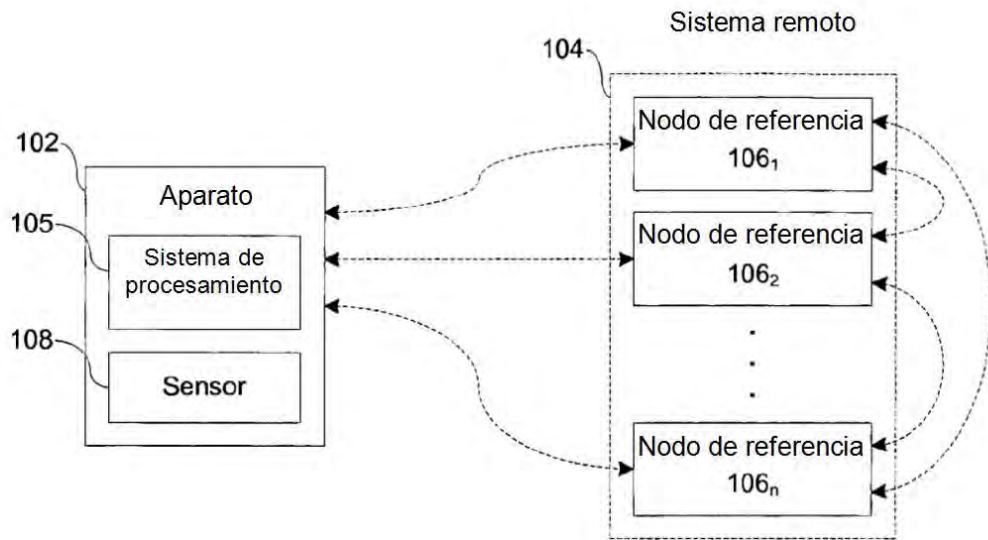 Sistema remoto
104
Nodo de referencia
106₁
102
Aparato
105
Sistema de
procesamiento
Nodo de referencia
106₂
108
Sensor
Nodo de referencia
106ₙ